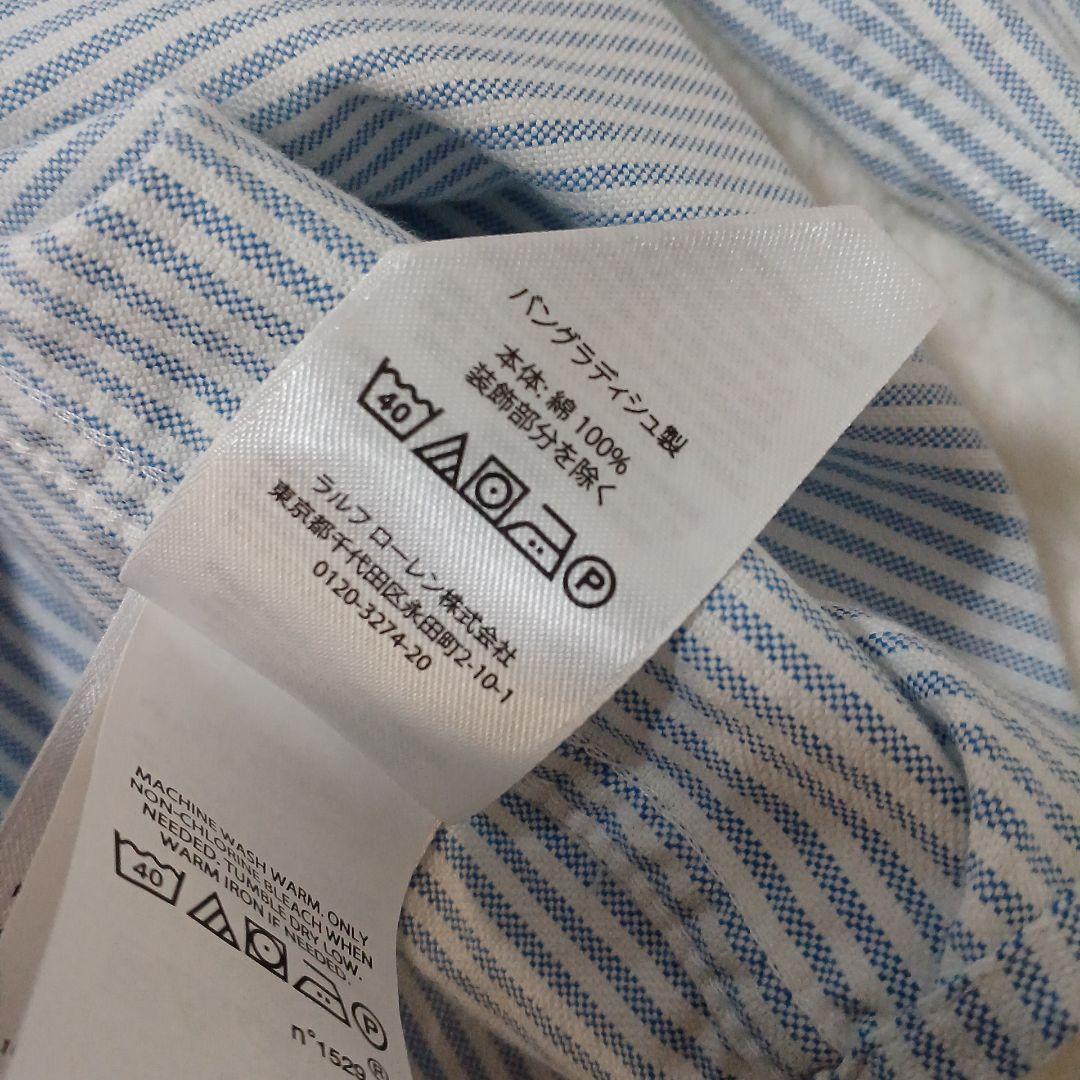 バングラディシュ製
本体: 綿 100%
装飾部分を除く
40
P
ラルフ ローレン株式会社
東京都千代田区永田町2-10-1
0120-3274-20
MACHINE WASH WARM. ONLY
NON-CHLORINE BLEACH WHEN
NEEDED. TUMBLE DRY LOW.
WARM IRON IF NEEDED.
40
P
n°1529®